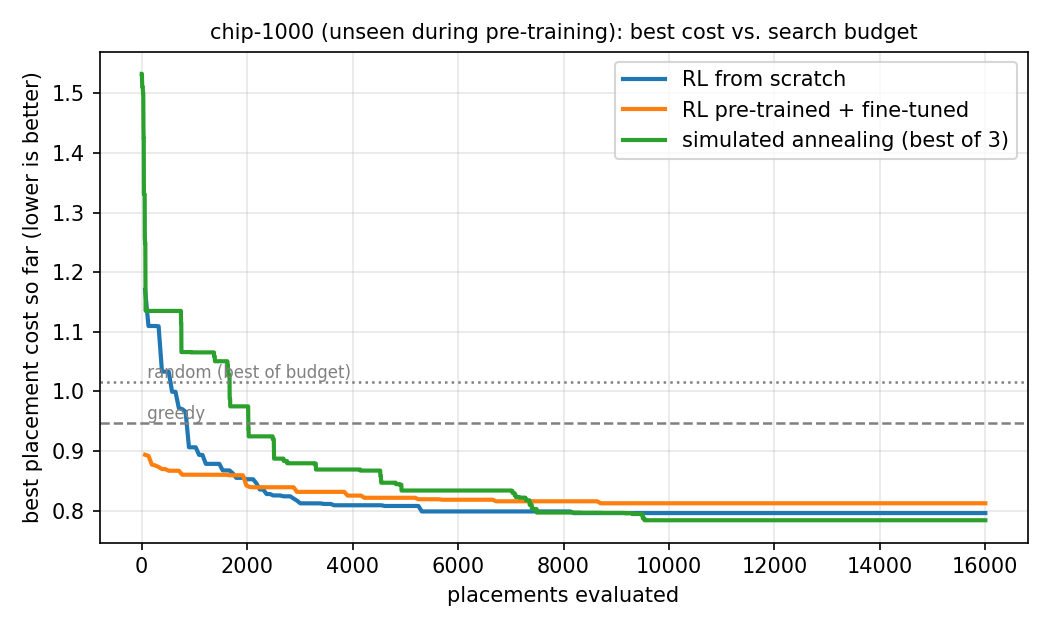 chip-1000 (unseen during pre-training): best cost vs. search budget
best placement cost so far (lower is better)
1.5
1.4
1.3
1.2
1.1
1.0
0.9
0.8
RL from scratch
RL pre-trained + fine-tuned
simulated annealing (best of 3)
random (best of budget)
greedy
0 2000 4000 6000 8000 10000 12000 14000 16000
placements evaluated